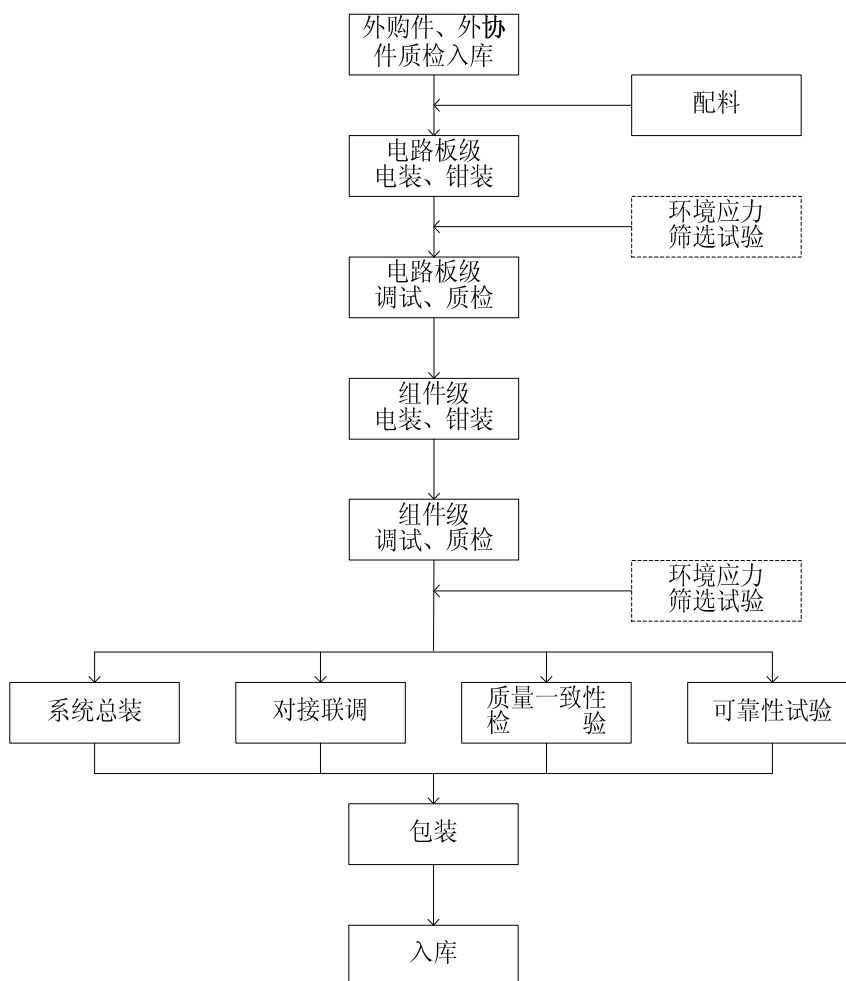 外购件、外协
件质检入库
配料
电路板级
电装、钳装
环境应力
筛选试验
电路板级
调试、质检
组件级
电装、钳装
组件级
调试、质检
环境应力
筛选试验
系统总装
对接联调
质量一致性
检 验
可靠性试验
包装
入库